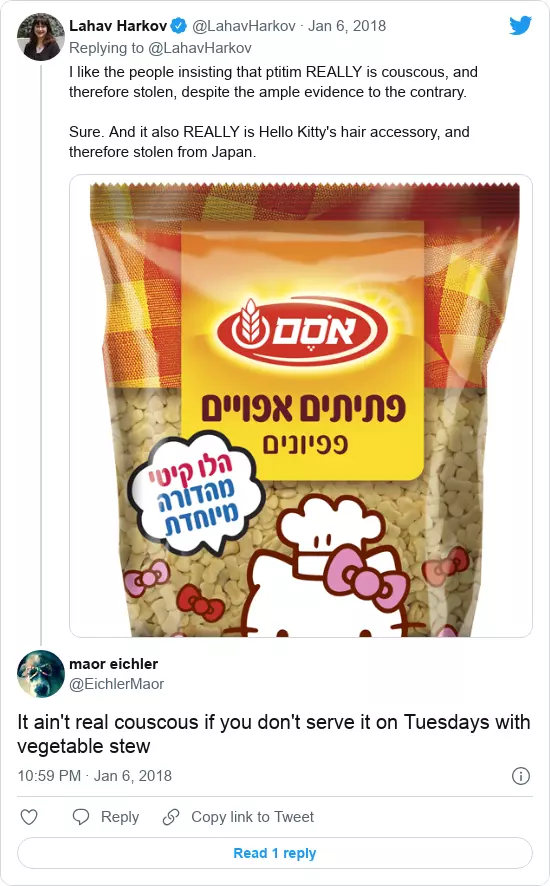 Lahav Harkov @LahavHarkov · Jan 6, 2018
Replying to @LahavHarkov
I like the people insisting that ptitim REALLY is couscous, and
therefore stolen, despite the ample evidence to the contrary.
Sure. And it also REALLY is Hello Kitty's hair accessory, and
therefore stolen from Japan.
אסם
פתיתים אפויים
פפיונים
הלו קיטי
מהדורה
מיוחדת
maor eichler
@EichlerMaor
It ain't real couscous if you don't serve it on Tuesdays with
vegetable stew
10:59 PM · Jan 6, 2018
Reply Copy link to Tweet
Read 1 reply